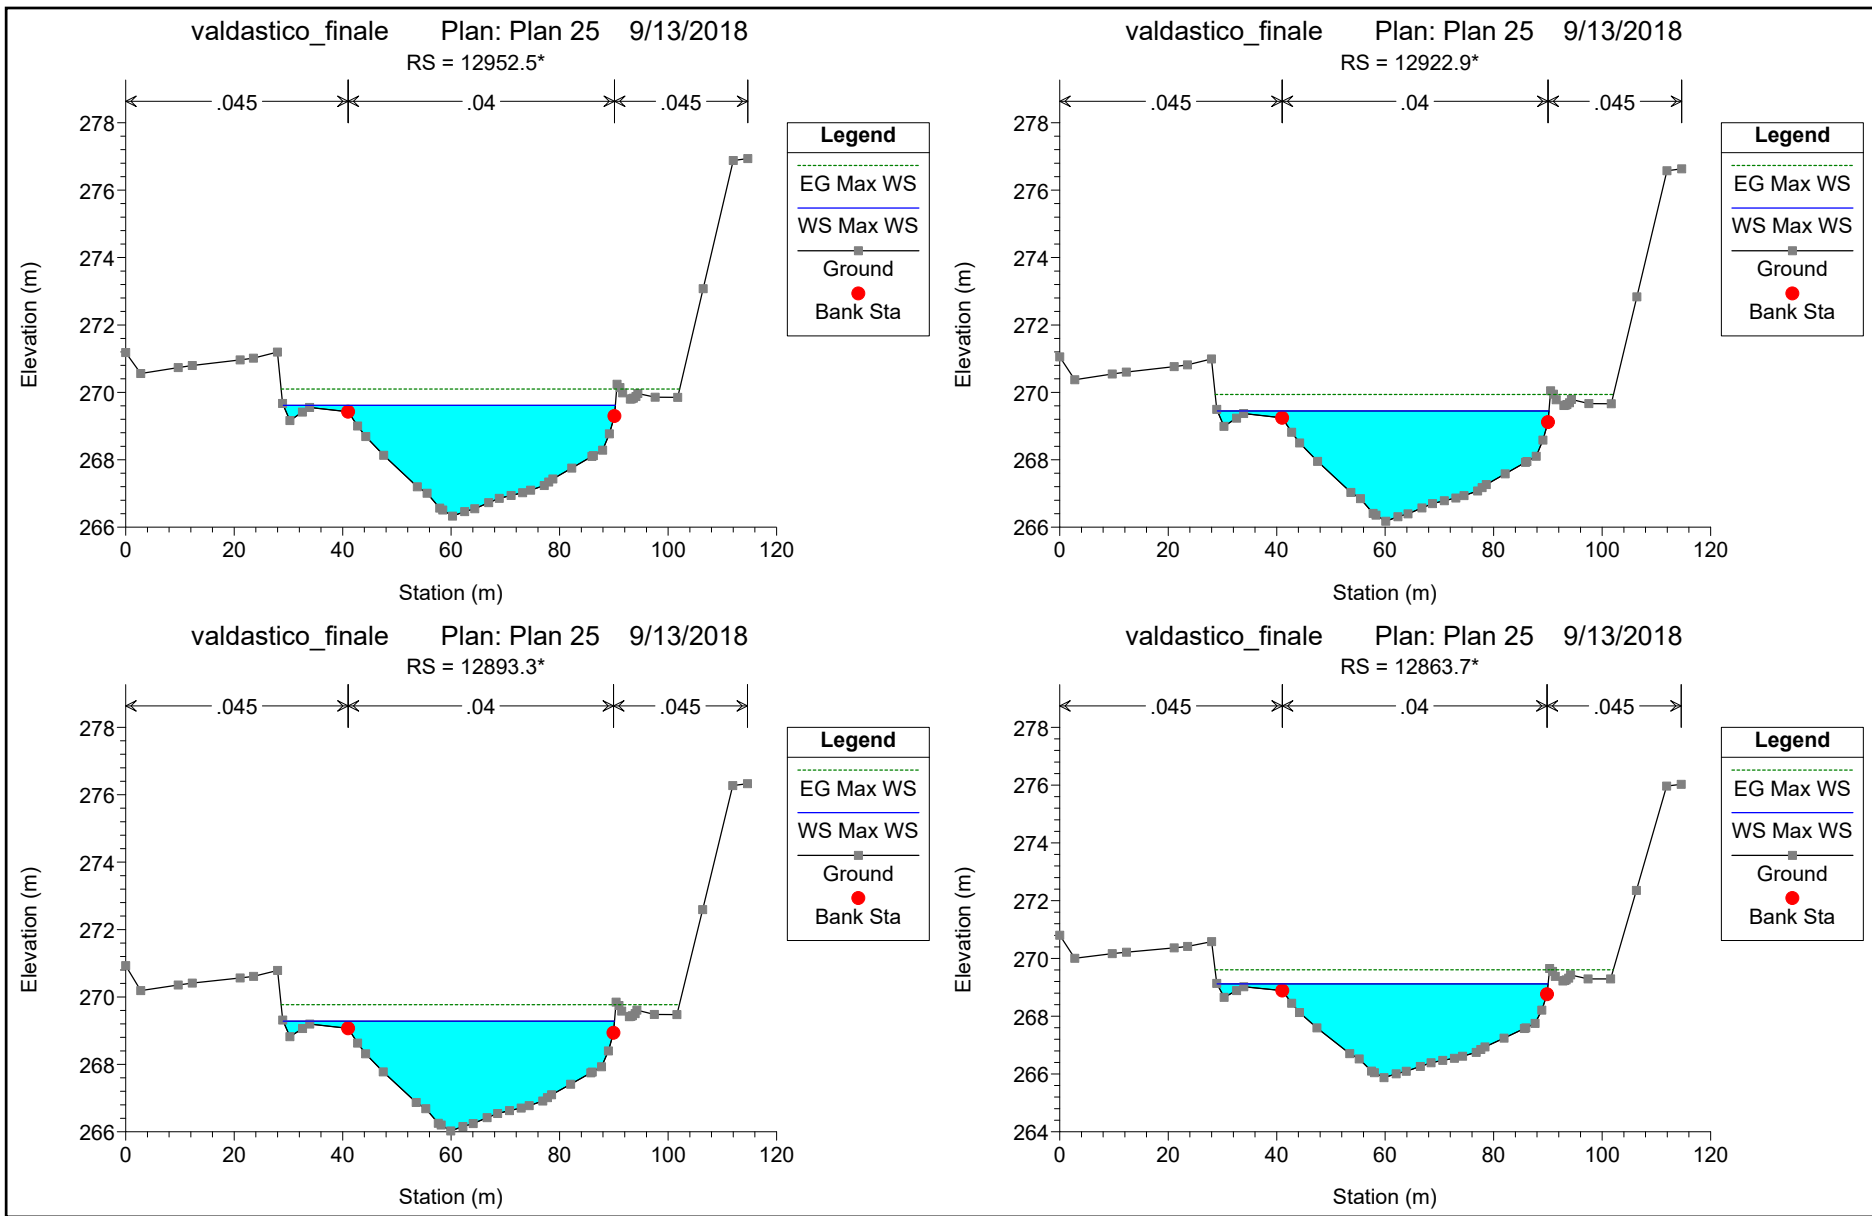 valdastico_finale Plan: Plan 25 9/13/2018
RS = 12952.5*
.045 .04 .045
278
276
274
272
270
268
266
Elevation (m)
0 20 40 60 80 100 120
Station (m)
Legend
EG Max WS
WS Max WS
Ground
Bank Sta
valdastico_finale Plan: Plan 25 9/13/2018
RS = 12922.9*
.045 .04 .045
278
276
274
272
270
268
266
Elevation (m)
0 20 40 60 80 100 120
Station (m)
Legend
EG Max WS
WS Max WS
Ground
Bank Sta
valdastico_finale Plan: Plan 25 9/13/2018
RS = 12893.3*
.045 .04 .045
278
276
274
272
270
268
266
Elevation (m)
0 20 40 60 80 100 120
Station (m)
Legend
EG Max WS
WS Max WS
Ground
Bank Sta
valdastico_finale Plan: Plan 25 9/13/2018
RS = 12863.7*
.045 .04 .045
278
276
274
272
270
268
266
264
Elevation (m)
0 20 40 60 80 100 120
Station (m)
Legend
EG Max WS
WS Max WS
Ground
Bank Sta